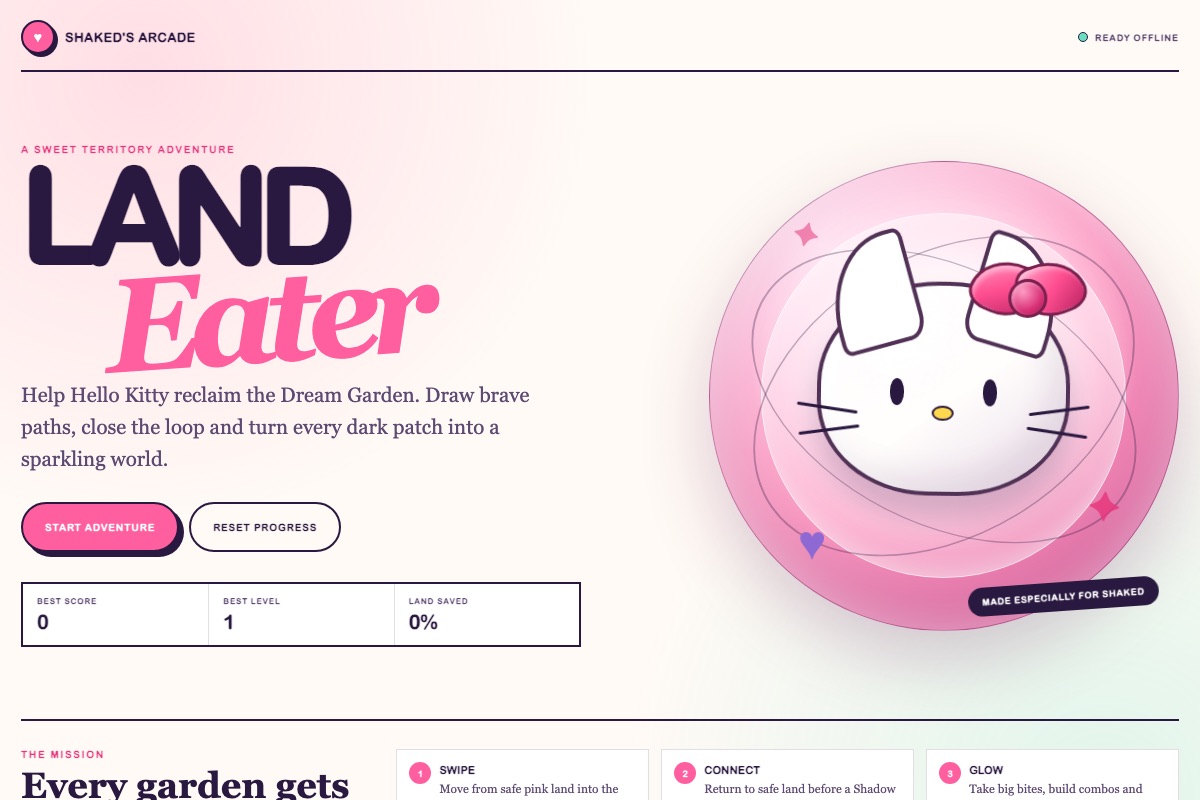 ♥ SHAKED'S ARCADE
READY OFFLINE
A SWEET TERRITORY ADVENTURE
LAND
Eater
Help Hello Kitty reclaim the Dream Garden. Draw brave
paths, close the loop and turn every dark patch into a
sparkling world.
START ADVENTURE
RESET PROGRESS
BEST SCORE
0
BEST LEVEL
1
LAND SAVED
0%
MADE ESPECIALLY FOR SHAKED
THE MISSION
Every garden gets
1 SWIPE
Move from safe pink land into the
2 CONNECT
Return to safe land before a Shadow
3 GLOW
Take big bites, build combos and